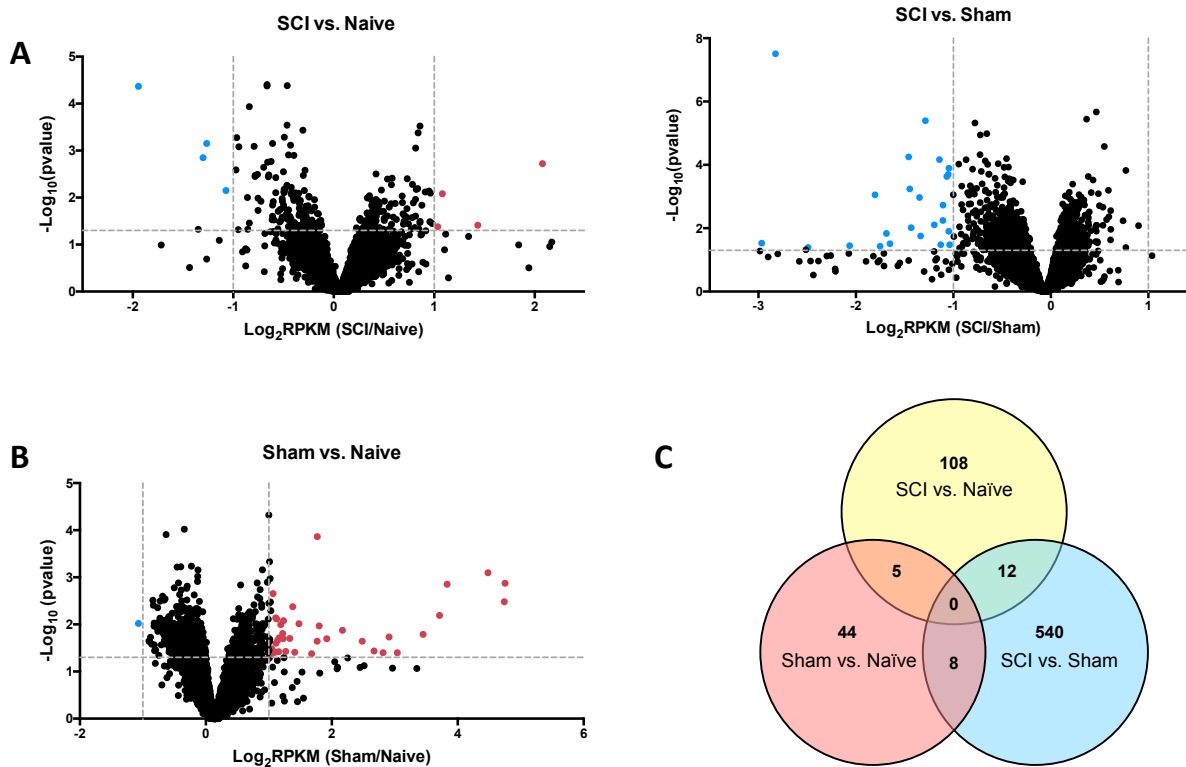 A
SCI vs. Naive
5
4
3
2
1
0
-2
-1
0
1
2
-Log10(pvalue)
Log2RPKM (SCI/Naive)
SCI vs. Sham
8
6
4
2
0
-4
-3
-2
-1
0
1
-Log10(pvalue)
Log2RPKM (SCI/Sham)
B
Sham vs. Naive
5
4
3
2
1
0
-2
0
2
4
6
-Log10 (pvalue)
Log2RPKM (Sham/Naive)
C
108
SCI vs. Naïve
5
12
0
44
Sham vs. Naïve
540
SCI vs. Sham
8